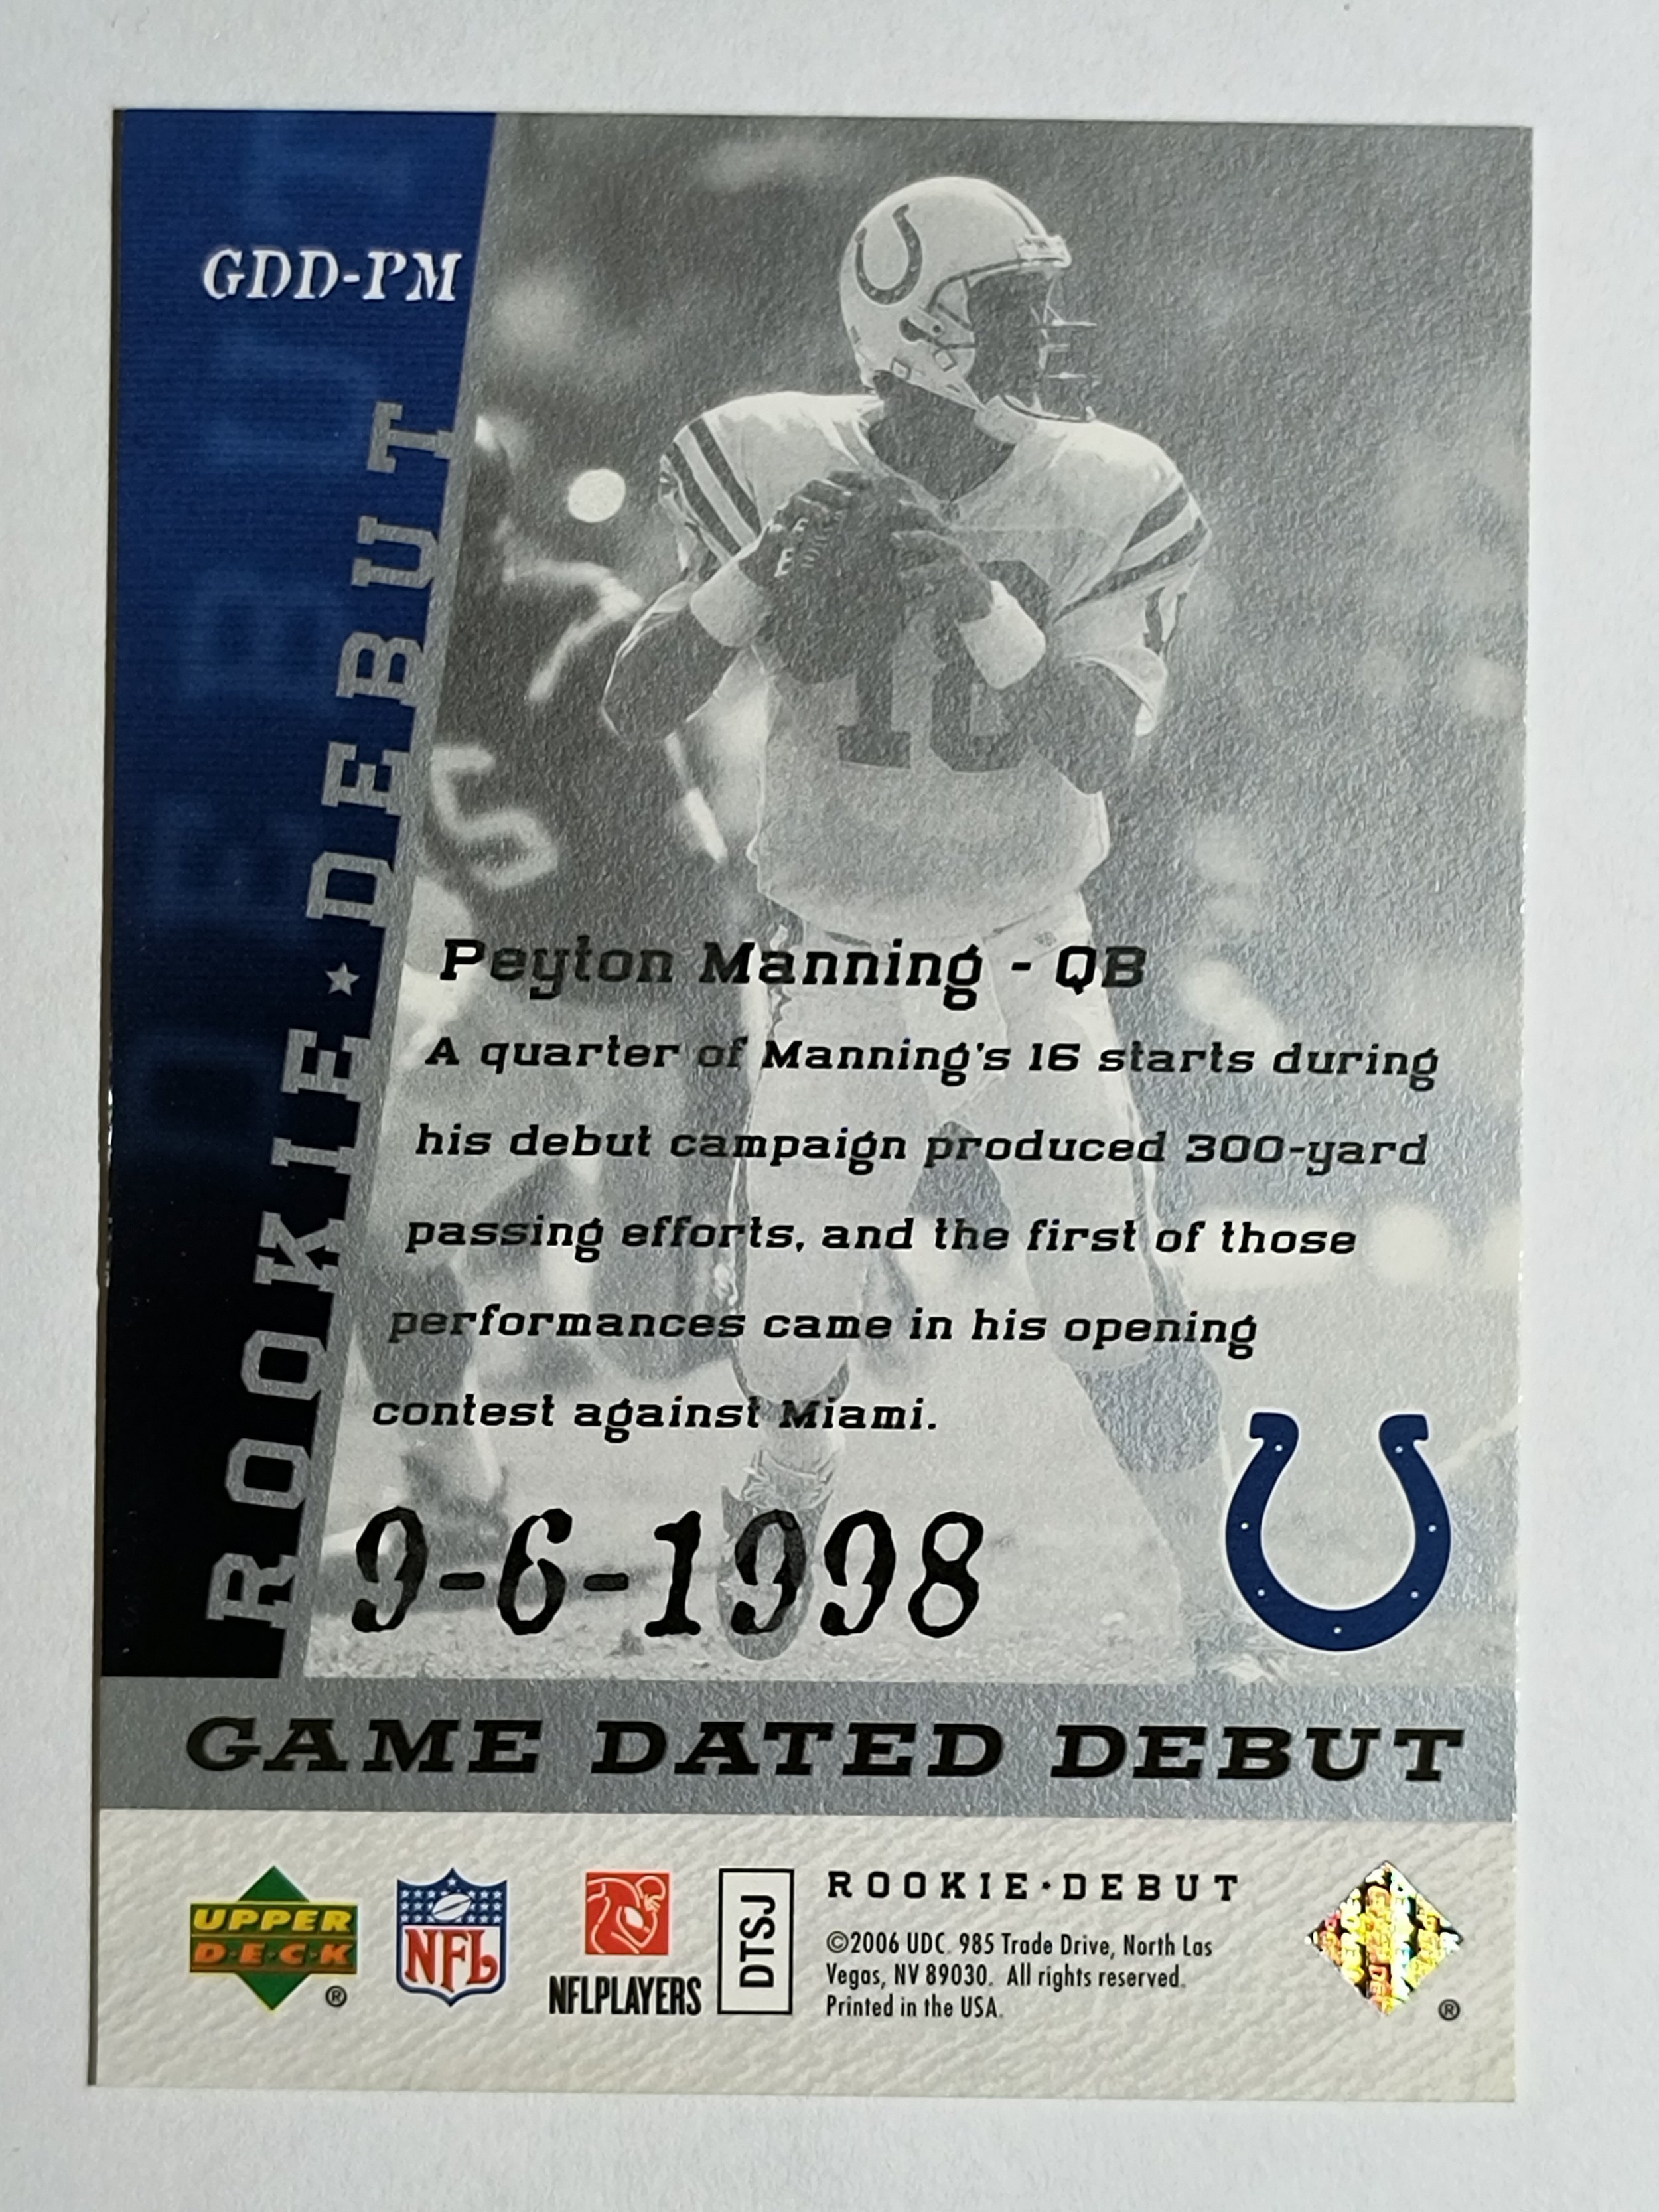 GDD-PM
ROOKIE★DEBUT
18
Peyton Manning - QB
A quarter of Manning's 16 starts during
his debut campaign produced 300-yard
passing efforts, and the first of those
performances came in his opening
contest against Miami.
9-6-1998
GAME DATED DEBUT
UPPER
D·E·C·K
®
NFL
NFLPLAYERS
DTSJ
ROOKIE·DEBUT
©2006 UDC. 985 Trade Drive, North Las
Vegas, NV 89030. All rights reserved.
Printed in the USA.
®